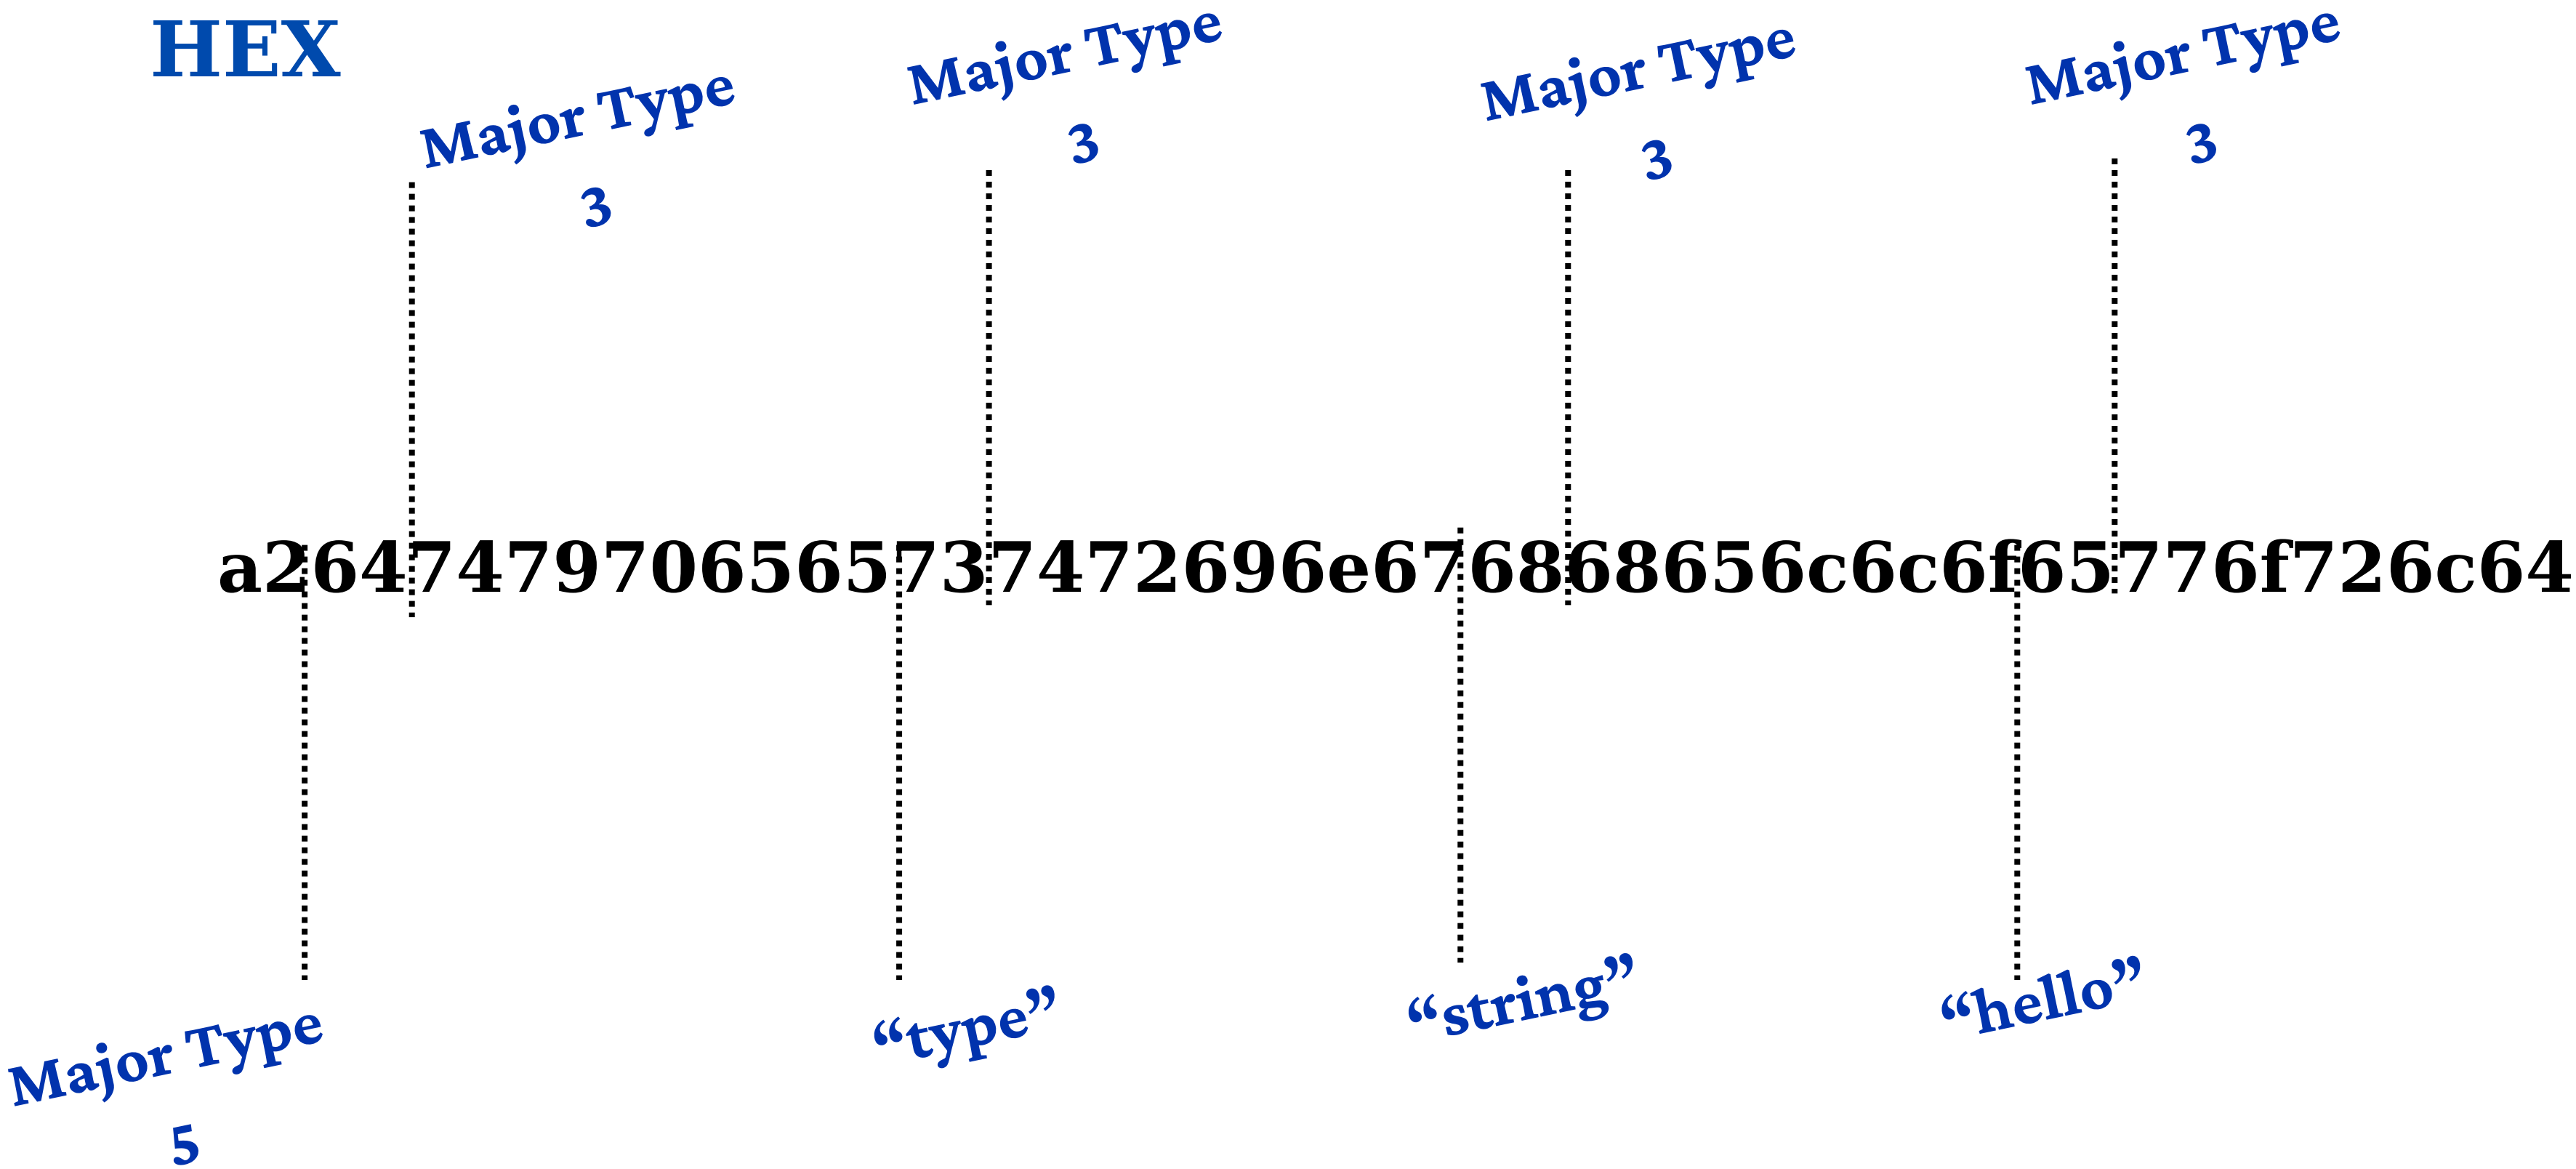 HEX
Major Type
3
Major Type
3
Major Type
3
Major Type
3
a2647479706565737472696e676868656c6c6f65776f726c64
Major Type
5
“type”
“string”
“hello”